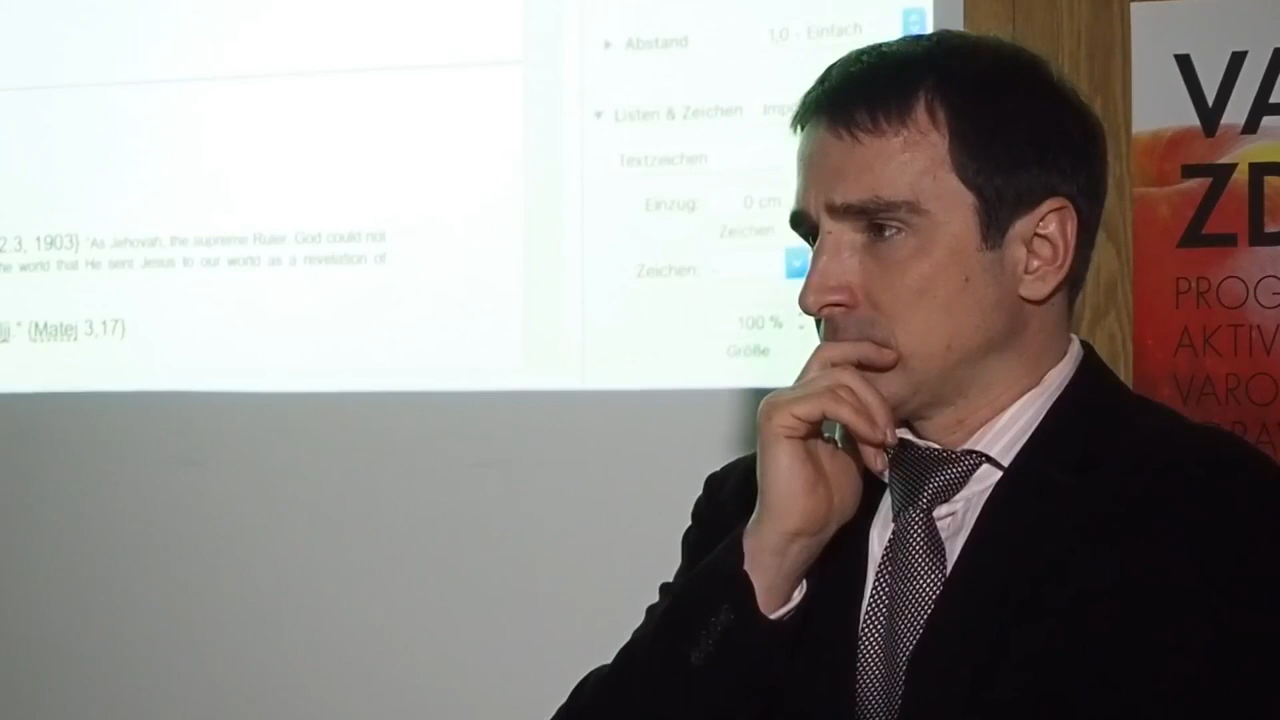 Abstand 1,0 - Einfach
Listen & Zeichen
Textzeichen
Einzug: 0 cm
Zeichen
Zeichen:
100 %
Größe
2.3, 1903} "As Jehovah, the supreme Ruler, God could not
he world that He sent Jesus to our world as a revelation of
." (Matej 3,17}
VA
ZD
PROG
AKTIV
VARO